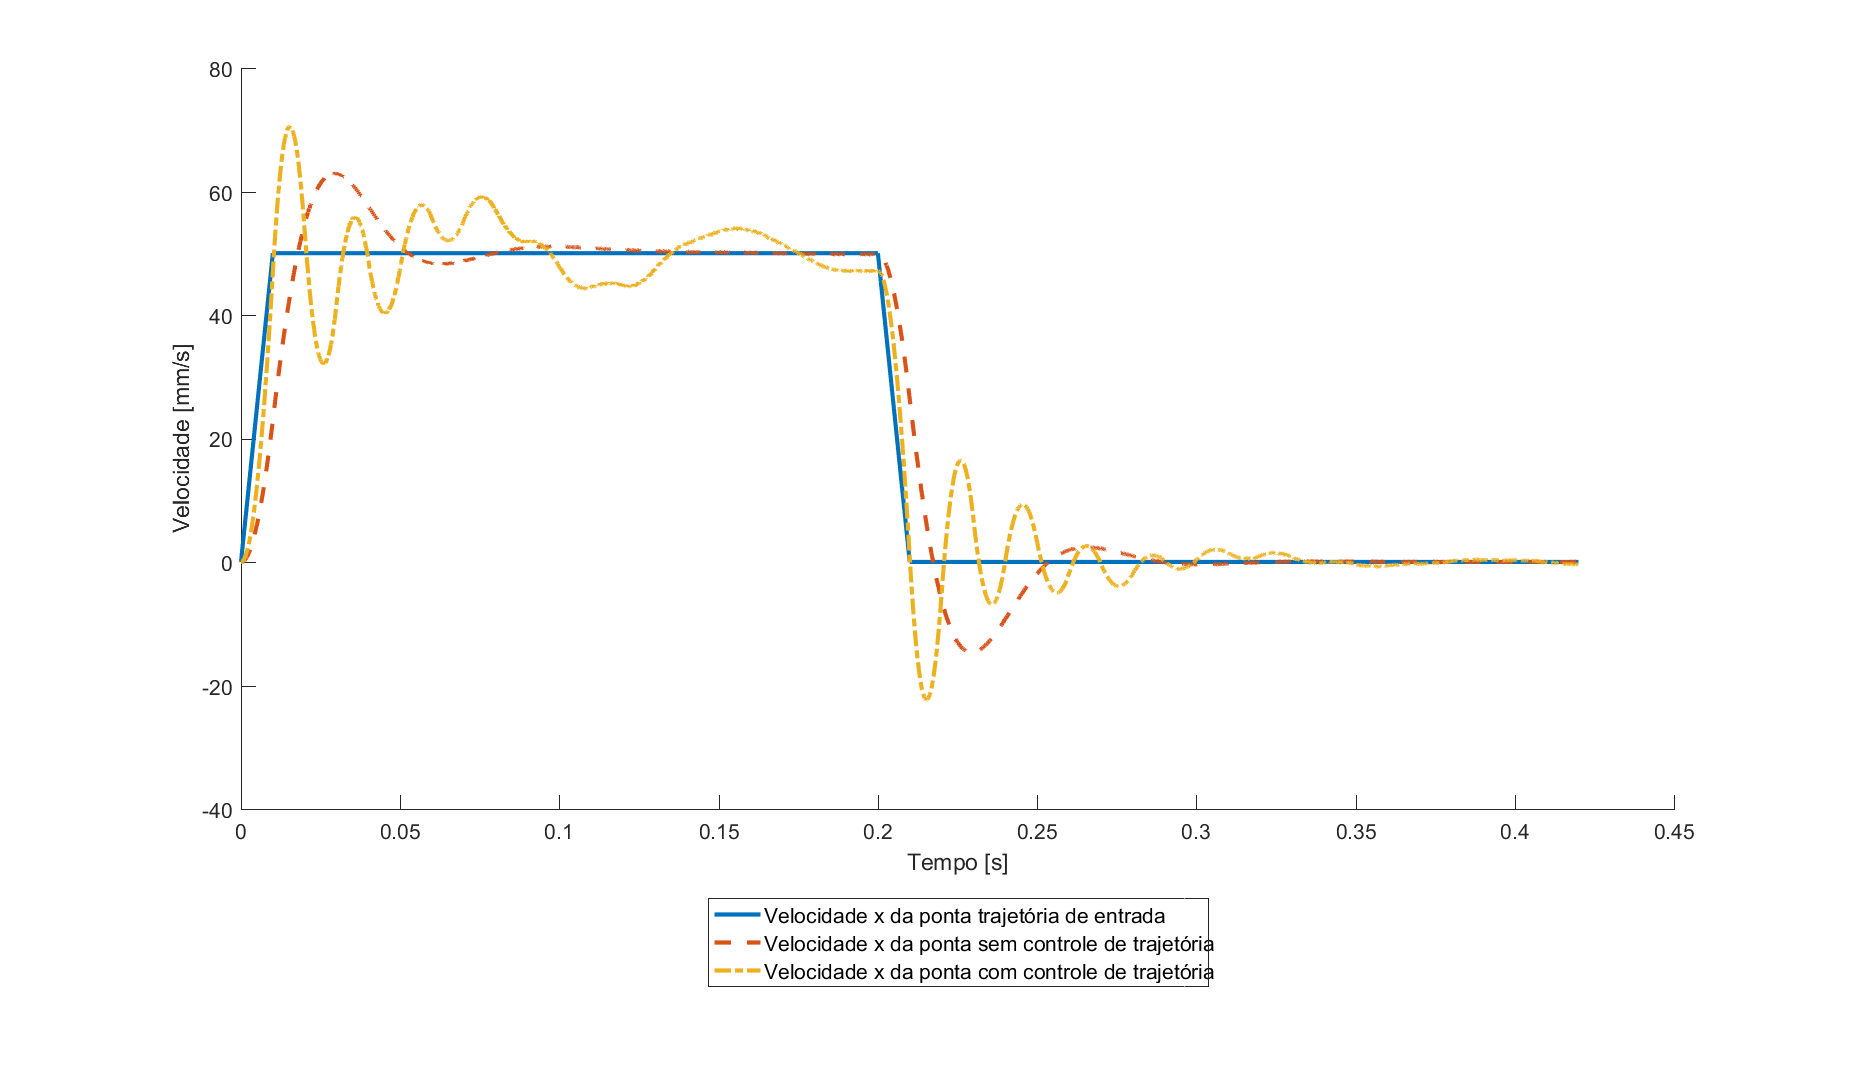 80
60
40
20
0
-20
-40
Velocidade [mm/s]
0 0.05 0.1 0.15 0.2 0.25 0.3 0.35 0.4 0.45
Tempo [s]
Velocidade x da ponta trajetória de entrada
Velocidade x da ponta sem controle de trajetória
Velocidade x da ponta com controle de trajetória